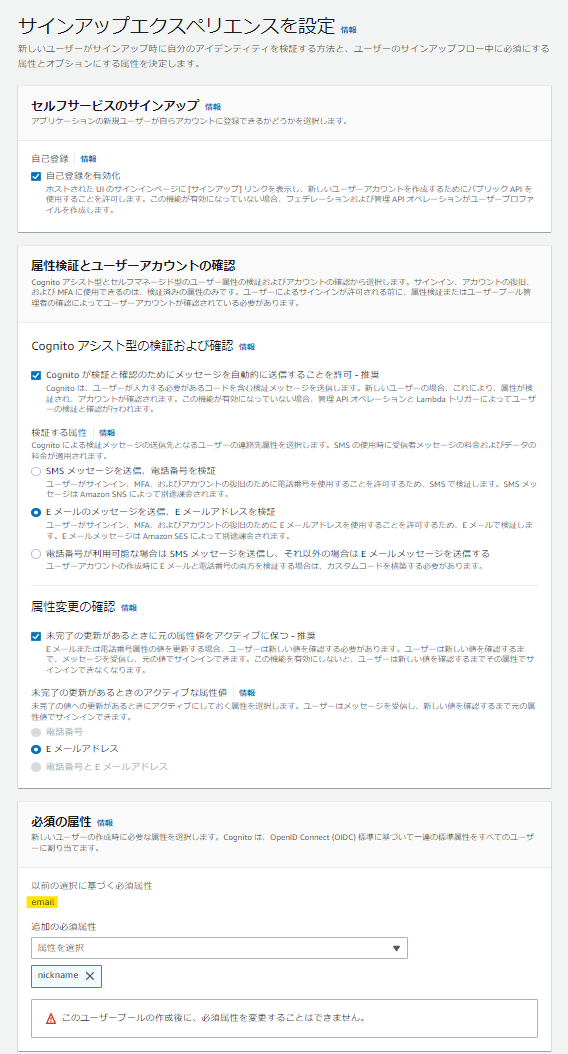 サインアップエクスペリエンスを設定 情報
新しいユーザーがサインアップ時に自分のアイデンティティを検証する方法と、ユーザーのサインアップフロー中に必須にする
属性とオプションにする属性を決定します。
セルフサービスのサインアップ 情報
アプリケーションの新規ユーザーが自らアカウントに登録できるかどうかを選択します。
自己登録 情報
自己登録を有効化
ホストされた UI のサインインページに [サインアップ] リンクを表示し、新しいユーザーアカウントを作成するためにパブリック API を
使用することを許可します。この機能が有効になっていない場合、フェデレーションおよび管理 API オペレーションがユーザープロファ
イルを作成します。
属性検証とユーザーアカウントの確認
Cognito アシスト型とセルフマネージド型のユーザー属性の検証およびアカウントの確認から選択します。サインイン、アカウントの復旧、
および MFA に使用できるのは、検証済みの属性のみです。ユーザーによるサインインが許可される前に、属性検証またはユーザープール管
理者の確認によってユーザーアカウントが確認されている必要があります。
Cognito アシスト型の検証および確認 情報
Cognito が検証と確認のためにメッセージを自動的に送信することを許可 - 推奨
Cognito は、ユーザーが入力する必要があるコードを含む検証メッセージを送信します。新しいユーザーの場合、これにより、属性が検
証され、アカウントが確認されます。この機能が有効になっていない場合、管理 API オペレーションと Lambda トリガーによってユーザ
ーの検証と確認が行われます。
検証する属性 情報
Cognito による検証メッセージの送信先となるユーザーの連絡先属性を選択します。SMS の使用時に受信者メッセージの料金およびデータの
料金が適用されます。
SMS メッセージを送信、電話番号を検証
ユーザーがサインイン、MFA、およびアカウントの復旧のために電話番号を使用することを許可するため、SMS で検証します。SMS メッ
セージは Amazon SNS によって別途課金されます。
E メールのメッセージを送信、E メールアドレスを検証
ユーザーがサインイン、MFA、およびアカウントの復旧のために E メールアドレスを使用することを許可するため、E メールで検証しま
す。E メールメッセージは Amazon SES によって別途課金されます。
電話番号が利用可能な場合は SMS メッセージを送信し、それ以外の場合は E メールメッセージを送信する
ユーザーアカウントの作成時に E メールと電話番号の両方を検証する場合は、カスタムコードを構築する必要があります。
属性変更の確認 情報
未完了の更新があるときに元の属性値をアクティブに保つ - 推奨
E メールまたは電話番号属性の値を更新する場合、ユーザーは新しい値を確認する必要があります。ユーザーは新しい値を確認するま
で、メッセージを受信し、元の値でサインインできます。この機能を有効にしないと、ユーザーは新しい値を確認するまでその属性でサ
インインできなくなります。
未完了の更新があるときのアクティブな属性値 情報
未完了の値への更新があるときにアクティブにしておく属性を選択します。ユーザーはメッセージを受信し、新しい値を確認するまで元の属
性値でサインインできます。
電話番号
E メールアドレス
電話番号と E メールアドレス
必須の属性 情報
新しいユーザーの作成時に必要な属性を選択します。Cognito は、OpenID Connect (OIDC) 標準に基づいて一連の標準属性をすべてのユーザ
ーに割り当てます。
以前の選択に基づく必須属性
email
追加の必須属性
属性を選択
nickname
このユーザープールの作成後に、必須属性を変更することはできません。